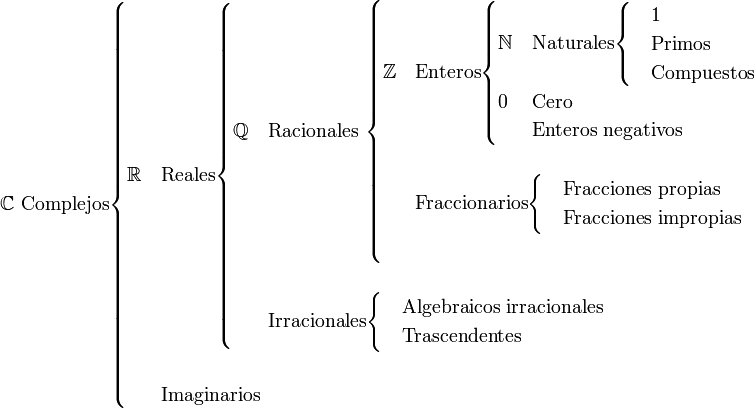 1
ℕ Naturales
Primos
Compuestos
ℤ Enteros
0 Cero
Enteros negativos
ℚ Racionales
ℝ Reales
Fraccionarios
Fracciones propias
Fracciones impropias
ℂ Complejos
Irracionales
Algebraicos irracionales
Trascendentes
Imaginarios